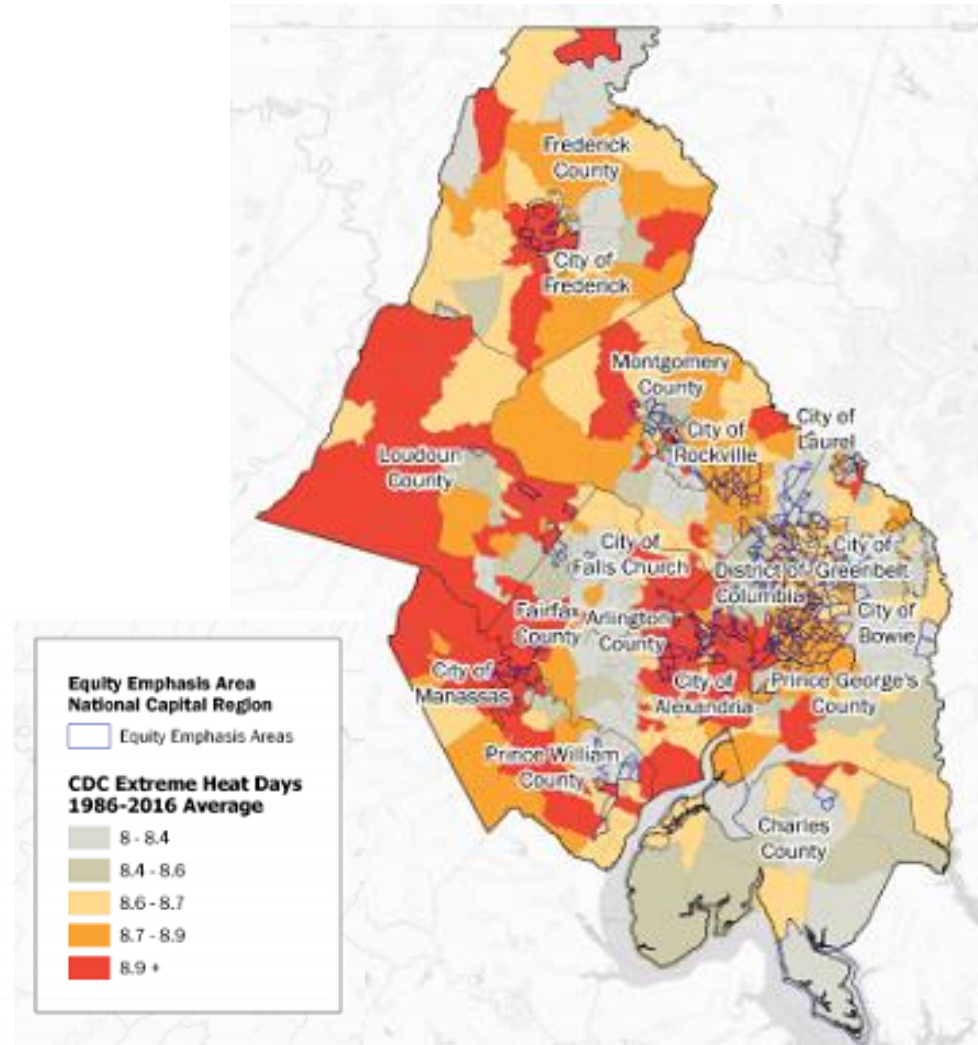 Frederick
County
City of
Frederick
Montgomery
County
City of
Rockville
City of
Laurel
Loudoun
County
City of
Falls Church
District of
Columbia
City of
Greenbelt
Fairfax
County
Arlington
County
City of
Bowie
City of
Manassas
City of
Alexandria
Prince George's
County
Prince William
County
Charles
County
Equity Emphasis Area
National Capital Region
Equity Emphasis Areas
CDC Extreme Heat Days
1986-2016 Average
8 - 8.4
8.4 - 8.6
8.6 - 8.7
8.7 - 8.9
8.9 +